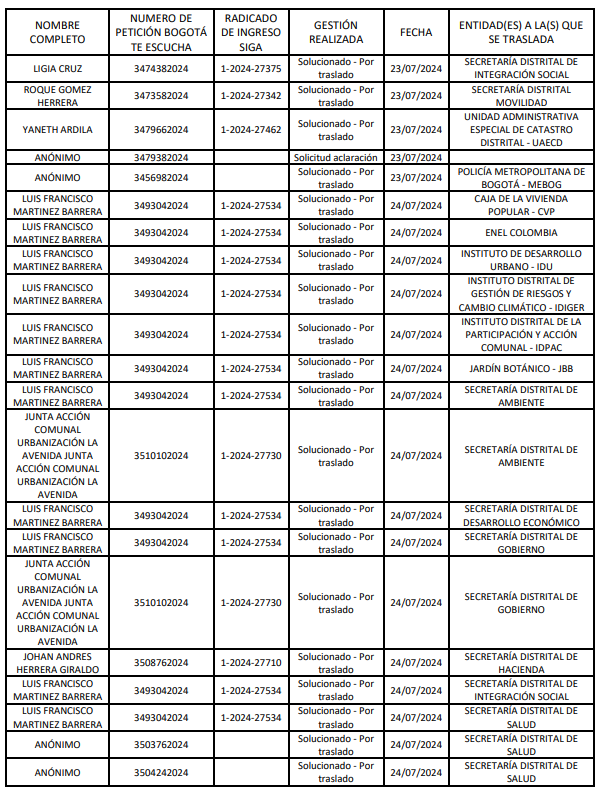 NOMBRE COMPLETO | NUMERO DE PETICIÓN BOGOTÁ TE ESCUCHA | RADICADO DE INGRESO SIGA | GESTIÓN REALIZADA | FECHA | ENTIDAD(ES) A LA(S) QUE SE TRASLADA
LIGIA CRUZ | 3474382024 | 1-2024-27375 | Solucionado - Por traslado | 23/07/2024 | SECRETARÍA DISTRITAL DE INTEGRACIÓN SOCIAL
ROQUE GOMEZ HERRERA | 3473582024 | 1-2024-27342 | Solucionado - Por traslado | 23/07/2024 | SECRETARÍA DISTRITAL MOVILIDAD
YANETH ARDILA | 3479662024 | 1-2024-27462 | Solucionado - Por traslado | 23/07/2024 | UNIDAD ADMINISTRATIVA ESPECIAL DE CATASTRO DISTRITAL - UAECD
ANÓNIMO | 3479382024 | | Solicitud aclaración | 23/07/2024 |
ANÓNIMO | 3456982024 | | Solucionado - Por traslado | 23/07/2024 | POLICÍA METROPOLITANA DE BOGOTÁ - MEBOG
LUIS FRANCISCO MARTINEZ BARRERA | 3493042024 | 1-2024-27534 | Solucionado - Por traslado | 24/07/2024 | CAJA DE LA VIVIENDA POPULAR - CVP
LUIS FRANCISCO MARTINEZ BARRERA | 3493042024 | 1-2024-27534 | Solucionado - Por traslado | 24/07/2024 | ENEL COLOMBIA
LUIS FRANCISCO MARTINEZ BARRERA | 3493042024 | 1-2024-27534 | Solucionado - Por traslado | 24/07/2024 | INSTITUTO DE DESARROLLO URBANO - IDU
LUIS FRANCISCO MARTINEZ BARRERA | 3493042024 | 1-2024-27534 | Solucionado - Por traslado | 24/07/2024 | INSTITUTO DISTRITAL DE GESTIÓN DE RIESGOS Y CAMBIO CLIMÁTICO - IDIGER
LUIS FRANCISCO MARTINEZ BARRERA | 3493042024 | 1-2024-27534 | Solucionado - Por traslado | 24/07/2024 | INSTITUTO DISTRITAL DE LA PARTICIPACIÓN Y ACCIÓN COMUNAL - IDPAC
LUIS FRANCISCO MARTINEZ BARRERA | 3493042024 | 1-2024-27534 | Solucionado - Por traslado | 24/07/2024 | JARDÍN BOTÁNICO - JBB
LUIS FRANCISCO MARTINEZ BARRERA | 3493042024 | 1-2024-27534 | Solucionado - Por traslado | 24/07/2024 | SECRETARÍA DISTRITAL DE AMBIENTE
JUNTA ACCIÓN COMUNAL URBANIZACIÓN LA AVENIDA JUNTA ACCIÓN COMUNAL URBANIZACIÓN LA AVENIDA | 3510102024 | 1-2024-27730 | Solucionado - Por traslado | 24/07/2024 | SECRETARÍA DISTRITAL DE AMBIENTE
LUIS FRANCISCO MARTINEZ BARRERA | 3493042024 | 1-2024-27534 | Solucionado - Por traslado | 24/07/2024 | SECRETARÍA DISTRITAL DE DESARROLLO ECONÓMICO
LUIS FRANCISCO MARTINEZ BARRERA | 3493042024 | 1-2024-27534 | Solucionado - Por traslado | 24/07/2024 | SECRETARÍA DISTRITAL DE GOBIERNO
JUNTA ACCIÓN COMUNAL URBANIZACIÓN LA AVENIDA JUNTA ACCIÓN COMUNAL URBANIZACIÓN LA AVENIDA | 3510102024 | 1-2024-27730 | Solucionado - Por traslado | 24/07/2024 | SECRETARÍA DISTRITAL DE GOBIERNO
JOHAN ANDRES HERRERA GIRALDO | 3508762024 | 1-2024-27710 | Solucionado - Por traslado | 24/07/2024 | SECRETARÍA DISTRITAL DE HACIENDA
LUIS FRANCISCO MARTINEZ BARRERA | 3493042024 | 1-2024-27534 | Solucionado - Por traslado | 24/07/2024 | SECRETARÍA DISTRITAL DE INTEGRACIÓN SOCIAL
LUIS FRANCISCO MARTINEZ BARRERA | 3493042024 | 1-2024-27534 | Solucionado - Por traslado | 24/07/2024 | SECRETARÍA DISTRITAL DE SALUD
ANÓNIMO | 3503762024 | | Solucionado - Por traslado | 24/07/2024 | SECRETARÍA DISTRITAL DE SALUD
ANÓNIMO | 3504242024 | | Solucionado - Por traslado | 24/07/2024 | SECRETARÍA DISTRITAL DE SALUD